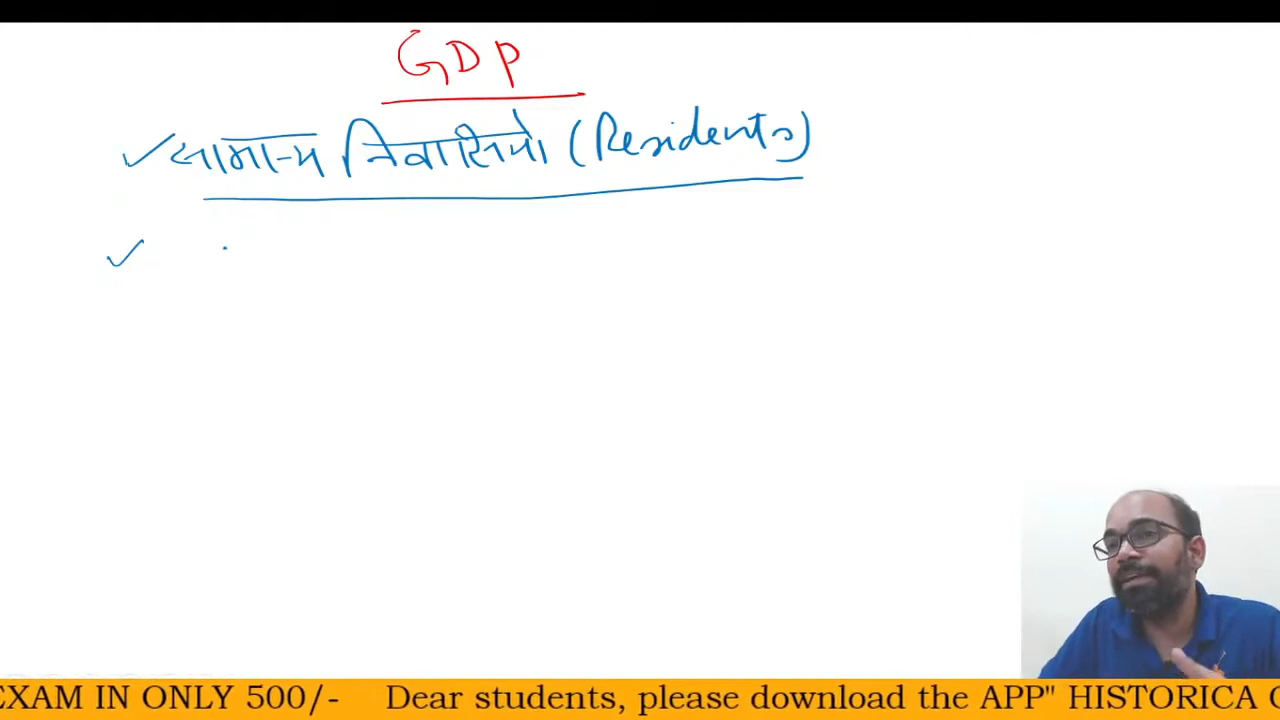 GDP
सामान्य निवासियो (Residents)
EXAM IN ONLY 500/- Dear students, please download the APP" HISTORICA